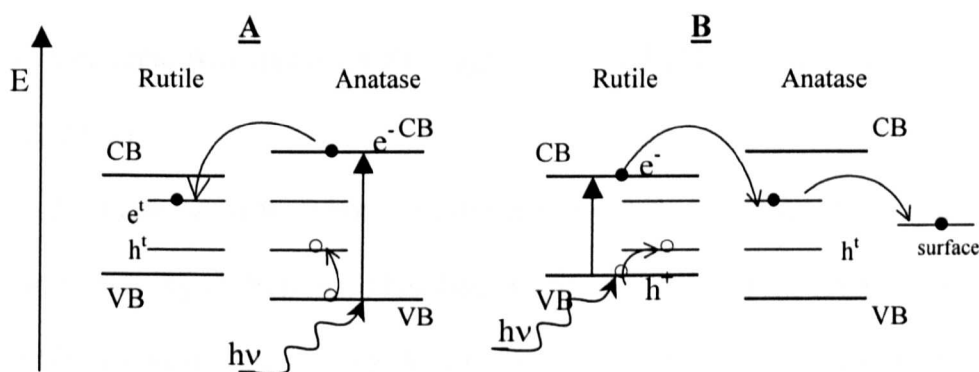 A
B
E
Rutile
Anatase
Rutile
Anatase
CB
e⁻
CB
CB
e⁻
CB
eᵗ
hᵗ
hᵗ
surface
VB
VB
VB
h⁺
VB
hν
hν